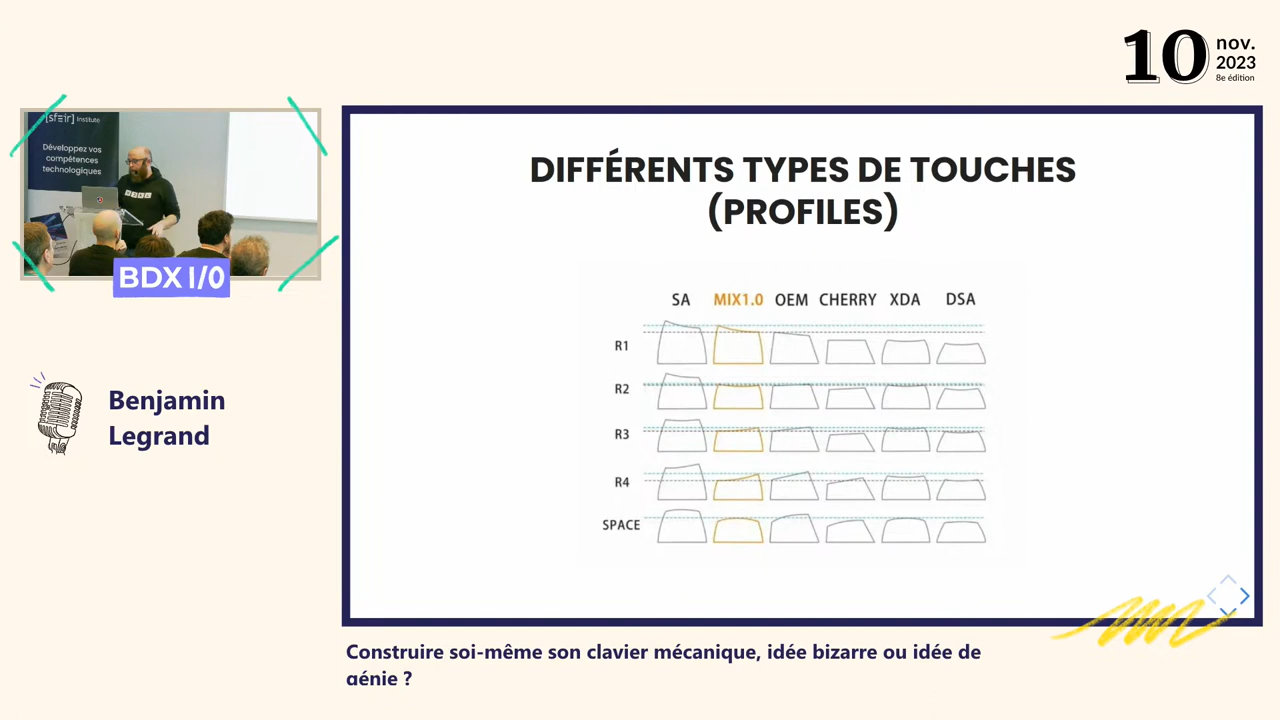 10 nov.
2023
8e édition
[sfeir] Institute
Développez vos
compétences
technologiques
BDX I/O
Benjamin
Legrand
DIFFÉRENTS TYPES DE TOUCHES
(PROFILES)
SA MIX1.0 OEM CHERRY XDA DSA
R1
R2
R3
R4
SPACE
Construire soi-même son clavier mécanique, idée bizarre ou idée de
génie ?